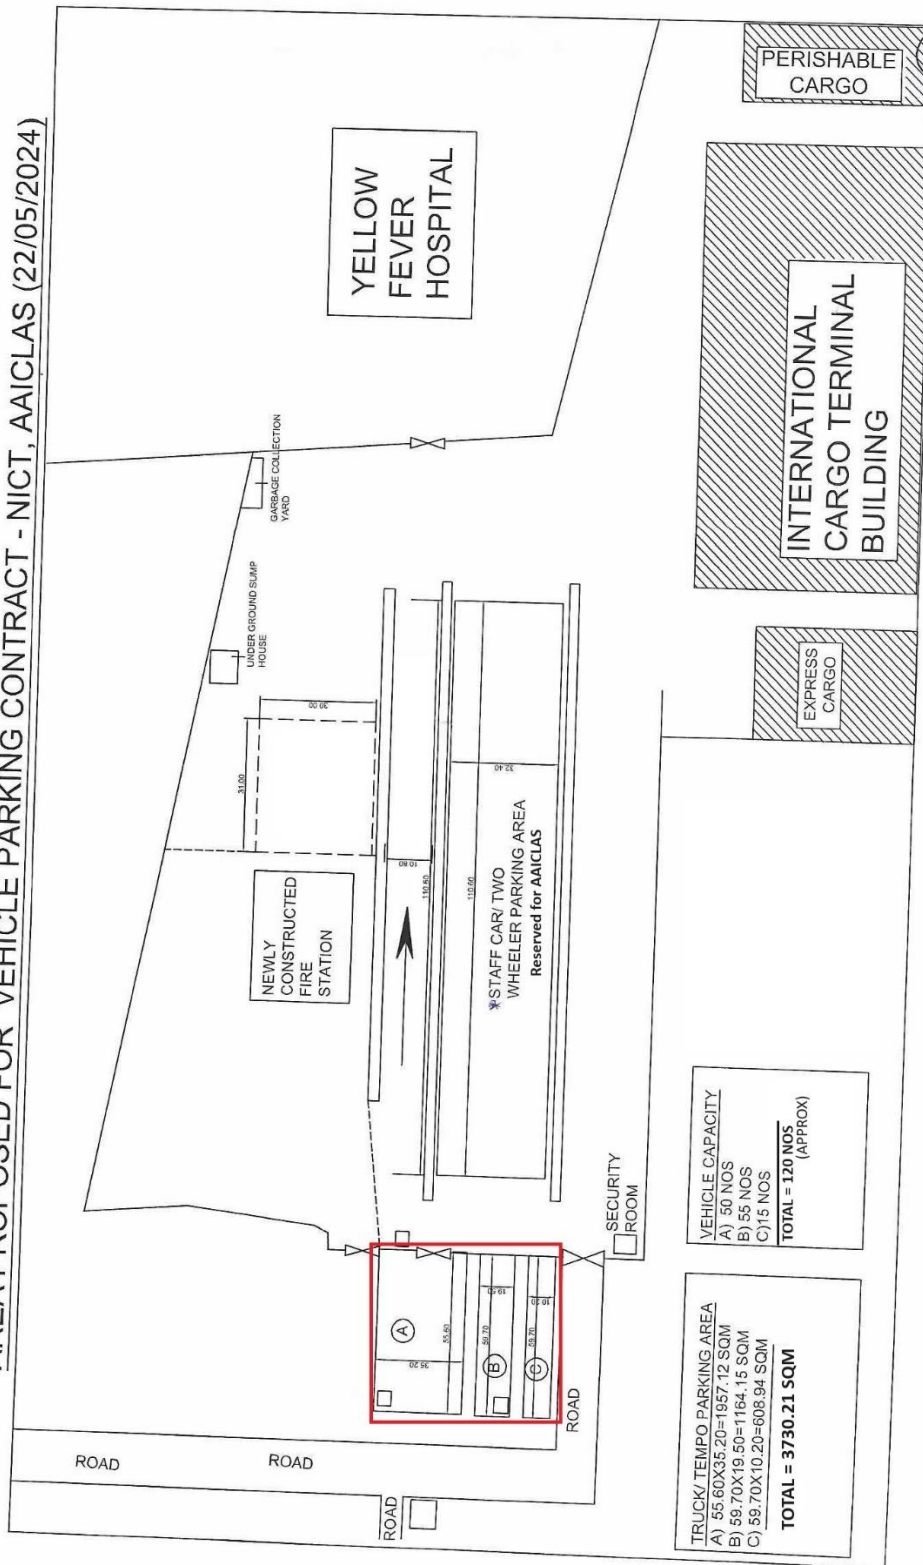 AREA PROPOSED FOR VEHICLE PARKING CONTRACT - NICT, AAICLAS (22/05/2024)
YELLOW
FEVER
HOSPITAL
PERISHABLE
CARGO
INTERNATIONAL
CARGO TERMINAL
BUILDING
EXPRESS
CARGO
GARBAGE COLLECTION
YARD
UNDER GROUND SUMP
HOUSE
31.00
30.00
NEWLY
CONSTRUCTED
FIRE
STATION
10.80
110.60
110.60
32.40
STAFF CAR/ TWO
WHEELER PARKING AREA
Reserved for AAICLAS
SECURITY
ROOM
A
35.20
55.60
B
59.70
19.50
C
59.70
10.20
ROAD
ROAD
ROAD
ROAD
TRUCK/ TEMPO PARKING AREA
A) 55.60X35.20=1957.12 SQM
B) 59.70X19.50=1164.15 SQM
C) 59.70X10.20=608.94 SQM
TOTAL = 3730.21 SQM
VEHICLE CAPACITY
A) 50 NOS
B) 55 NOS
C)15 NOS
TOTAL = 120 NOS
(APPROX)